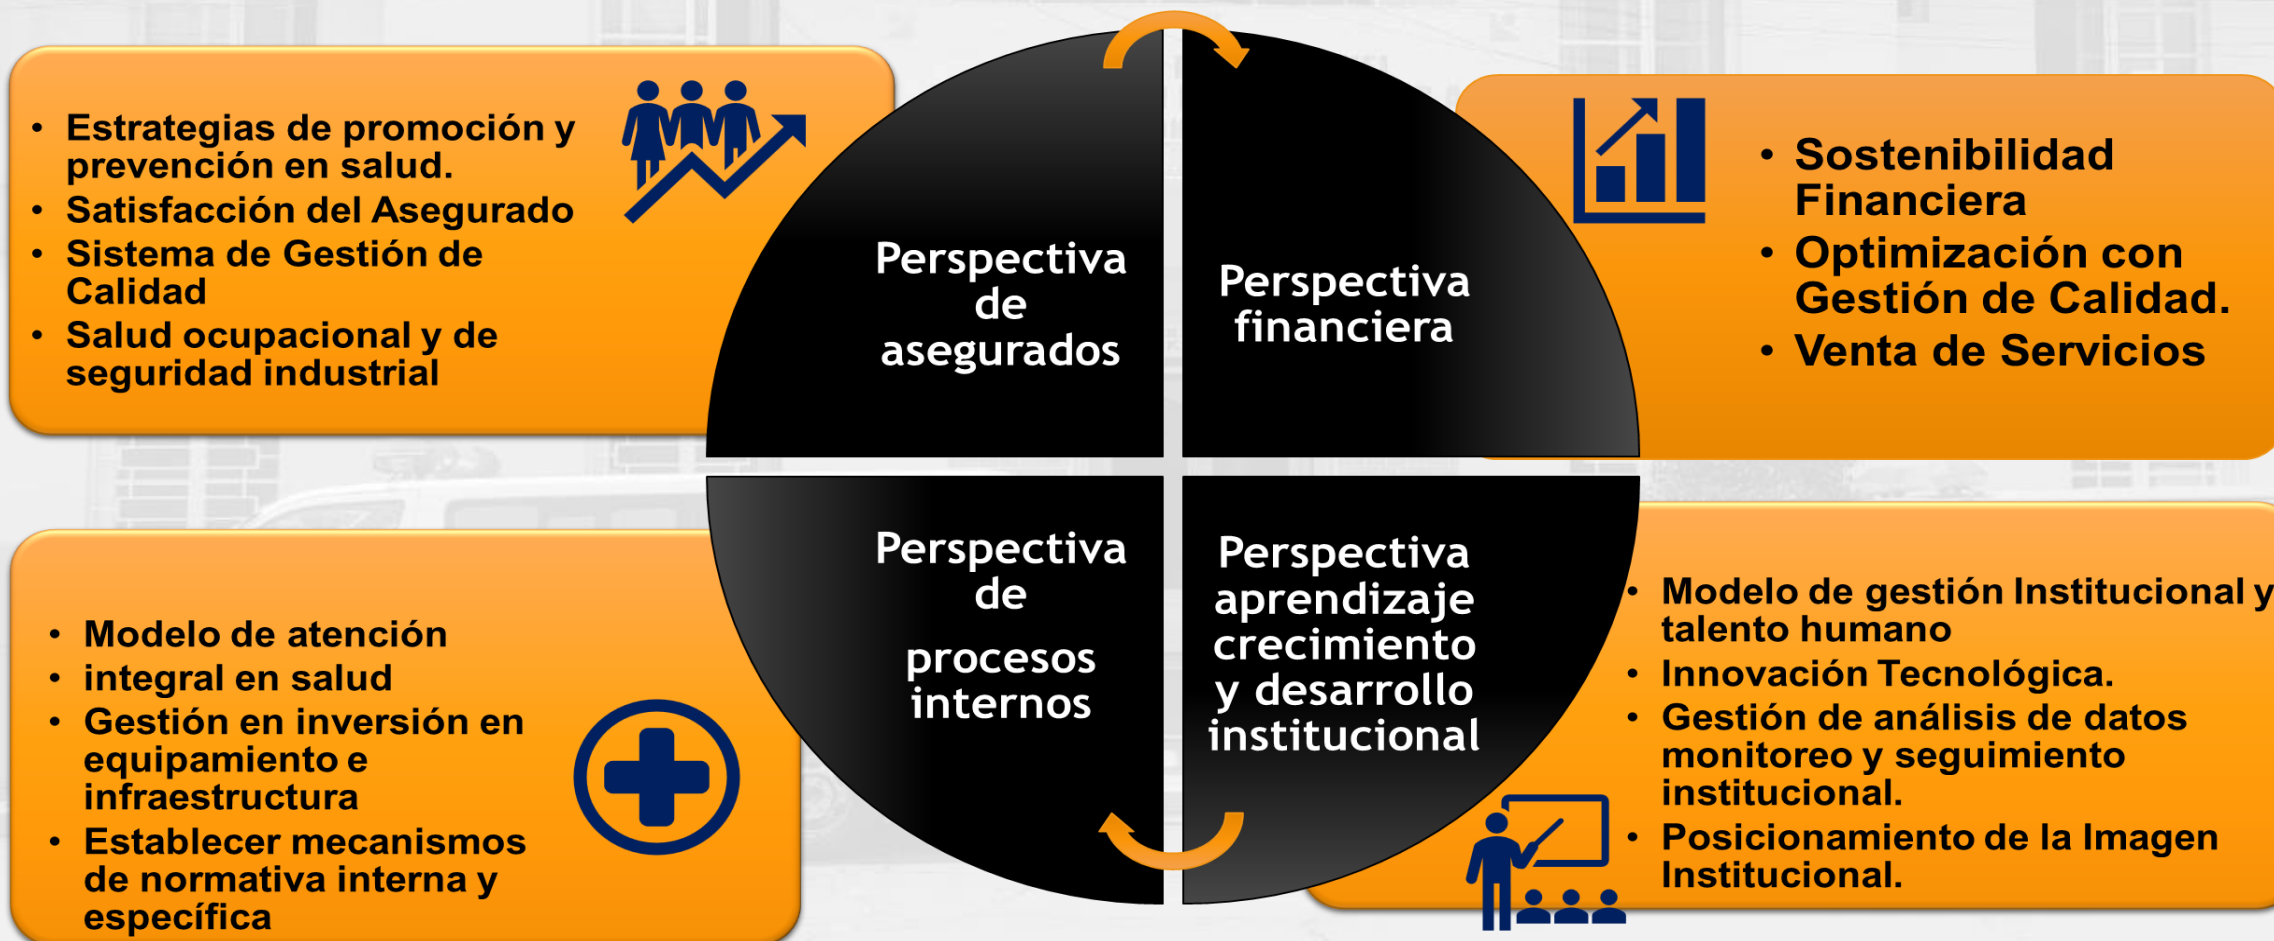 • Estrategias de promoción y
prevención en salud.
• Satisfacción del Asegurado
• Sistema de Gestión de
Calidad
• Salud ocupacional y de
seguridad industrial
Perspectiva
de
asegurados
Perspectiva
financiera
• Sostenibilidad
Financiera
• Optimización con
Gestión de Calidad.
• Venta de Servicios
• Modelo de atención
• integral en salud
• Gestión en inversión en
equipamiento e
infraestructura
• Establecer mecanismos
de normativa interna y
específica
Perspectiva
de
procesos
internos
Perspectiva
aprendizaje
crecimiento
y desarrollo
institucional
• Modelo de gestión Institucional y
talento humano
• Innovación Tecnológica.
• Gestión de análisis de datos
monitoreo y seguimiento
institucional.
• Posicionamiento de la Imagen
Institucional.